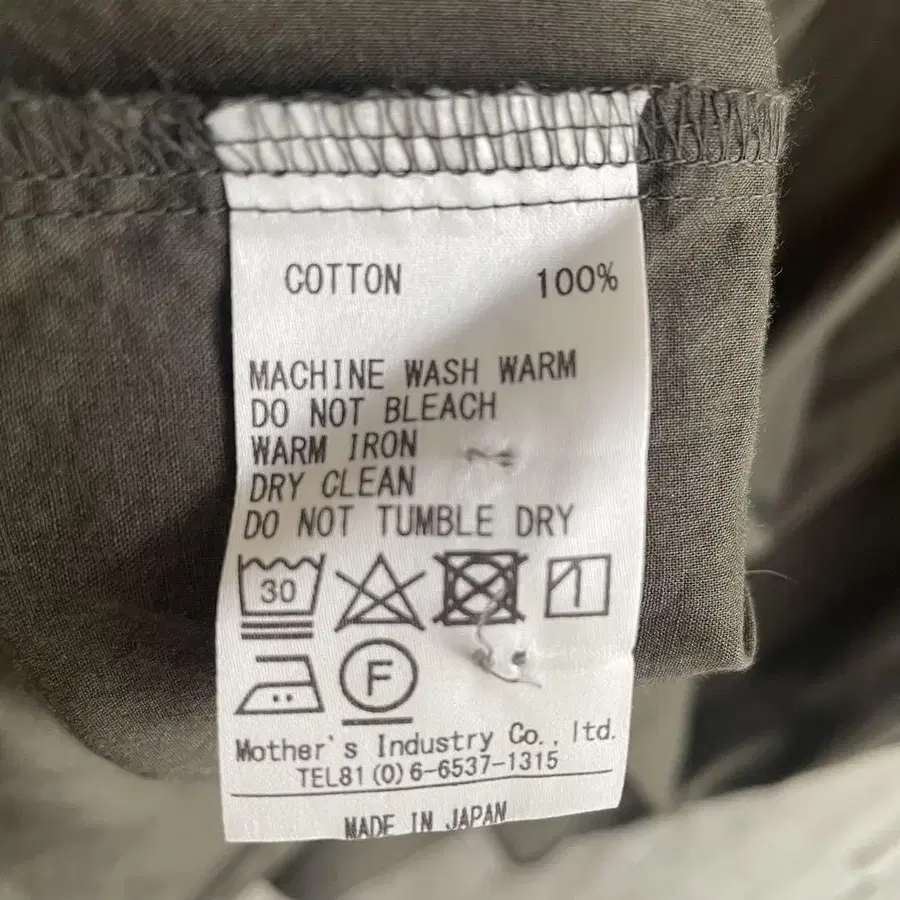 COTTON 100%
MACHINE WASH WARM
DO NOT BLEACH
WARM IRON
DRY CLEAN
DO NOT TUMBLE DRY
30
F
Mother's Industry Co., ltd.
TEL81(0)6-6537-1315
MADE IN JAPAN